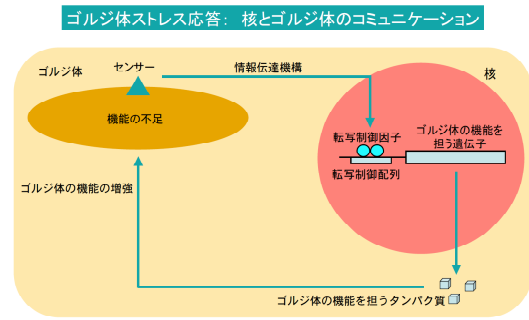 ゴルジ体ストレス応答： 核とゴルジ体のコミュニケーション
ゴルジ体
センサー
情報伝達機構
核
機能の不足
転写制御因子
ゴルジ体の機能を
担う遺伝子
転写制御配列
ゴルジ体の機能の増強
ゴルジ体の機能を担うタンパク質